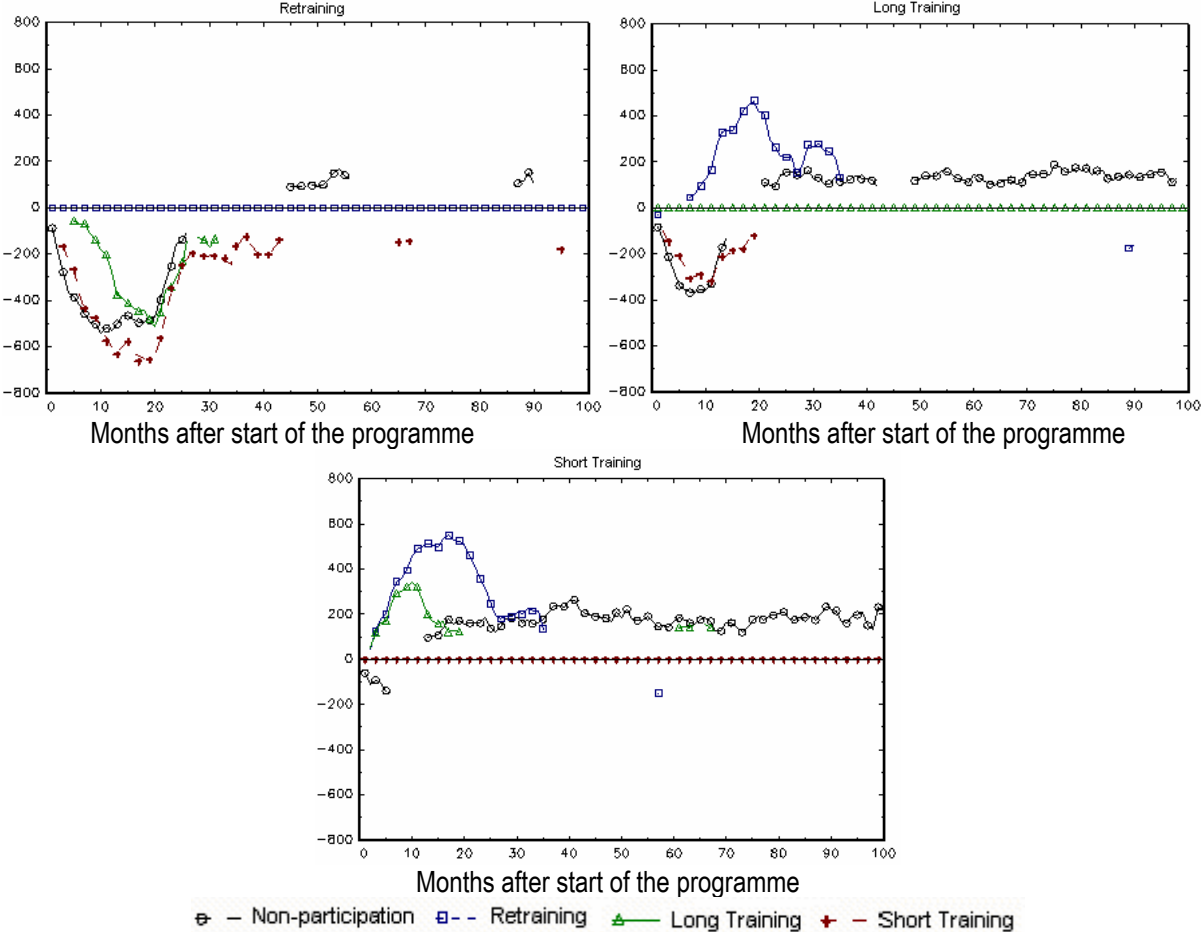 Retraining
800
600
400
200
0
−200
−400
−600
−800
0 10 20 30 40 50 60 70 80 90 100
Months after start of the programme
Long Training
800
600
400
200
0
−200
−400
−600
−800
0 10 20 30 40 50 60 70 80 90 100
Months after start of the programme
Short Training
800
600
400
200
0
−200
−400
−600
−800
0 10 20 30 40 50 60 70 80 90 100
Months after start of the programme
Non-participation Retraining Long Training Short Training